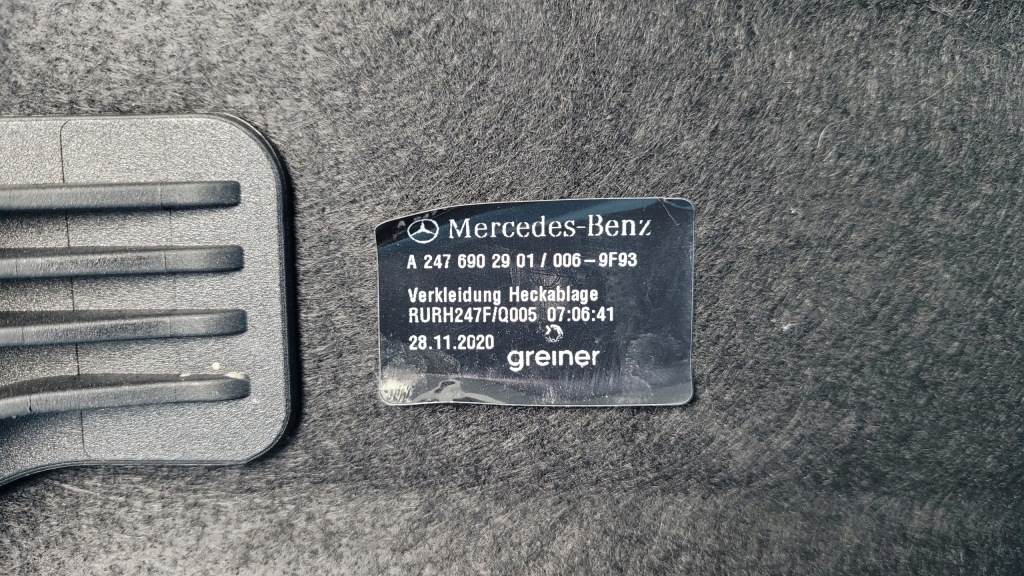 Mercedes-Benz
A 247 690 29 01 / 006 – 9F93
Verkleidung Heckablage
RURH247F/Q005 07:06:41
28.11.2020
greiner